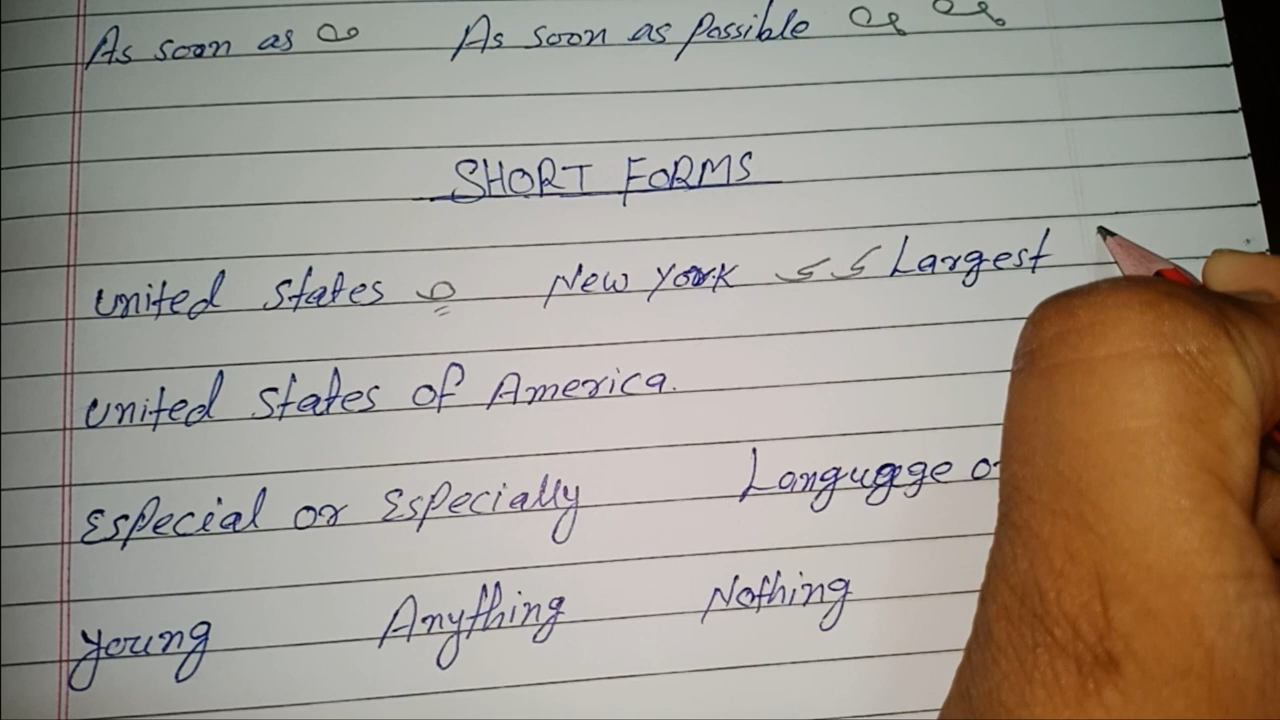 As soon as As soon as possible
SHORT FORMS
United States New York Largest
United States of America.
Especial or Especially Langugge
Young Anything Nothing